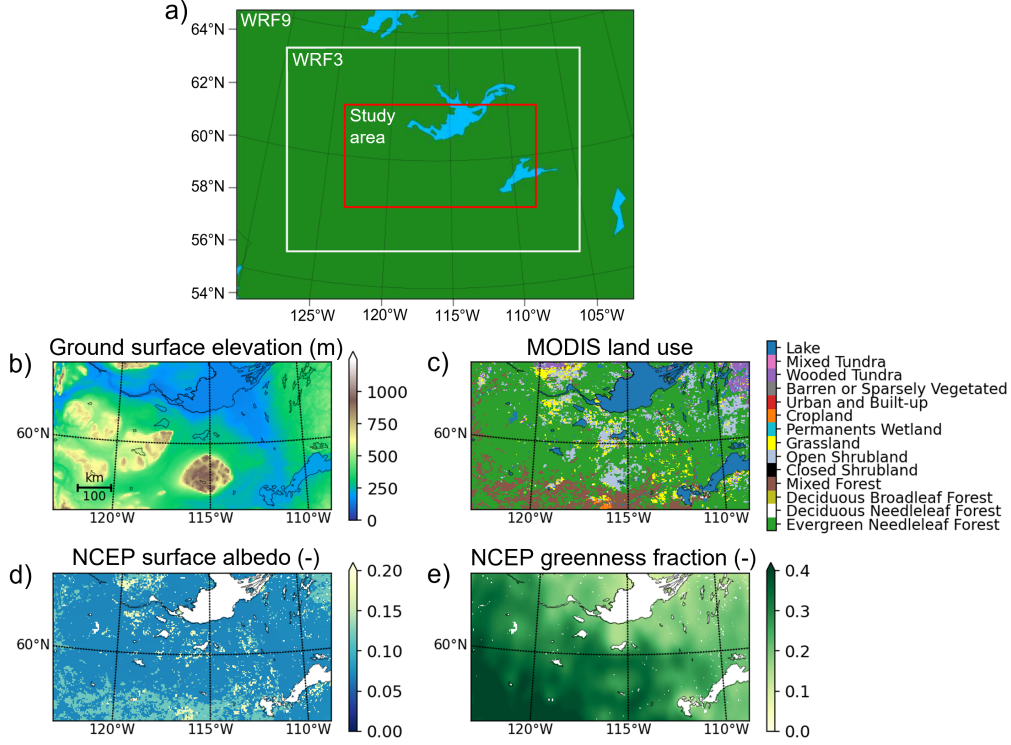 a)
WRF9
WRF3
Study
area
64°N
62°N
60°N
58°N
56°N
54°N
125°W 120°W 115°W 110°W 105°W
b) Ground surface elevation (m)
1000
750
500
250
0
60°N
km
100
120°W 115°W 110°W
c) MODIS land use
60°N
120°W 115°W 110°W
Lake
Mixed Tundra
Wooded Tundra
Barren or Sparsely Vegetated
Urban and Built-up
Cropland
Permanents Wetland
Grassland
Open Shrubland
Closed Shrubland
Mixed Forest
Deciduous Broadleaf Forest
Deciduous Needleleaf Forest
Evergreen Needleleaf Forest
d) NCEP surface albedo (-)
0.20
0.15
0.10
0.05
0.00
60°N
120°W 115°W 110°W
e) NCEP greenness fraction (-)
0.4
0.3
0.2
0.1
0.0
60°N
120°W 115°W 110°W